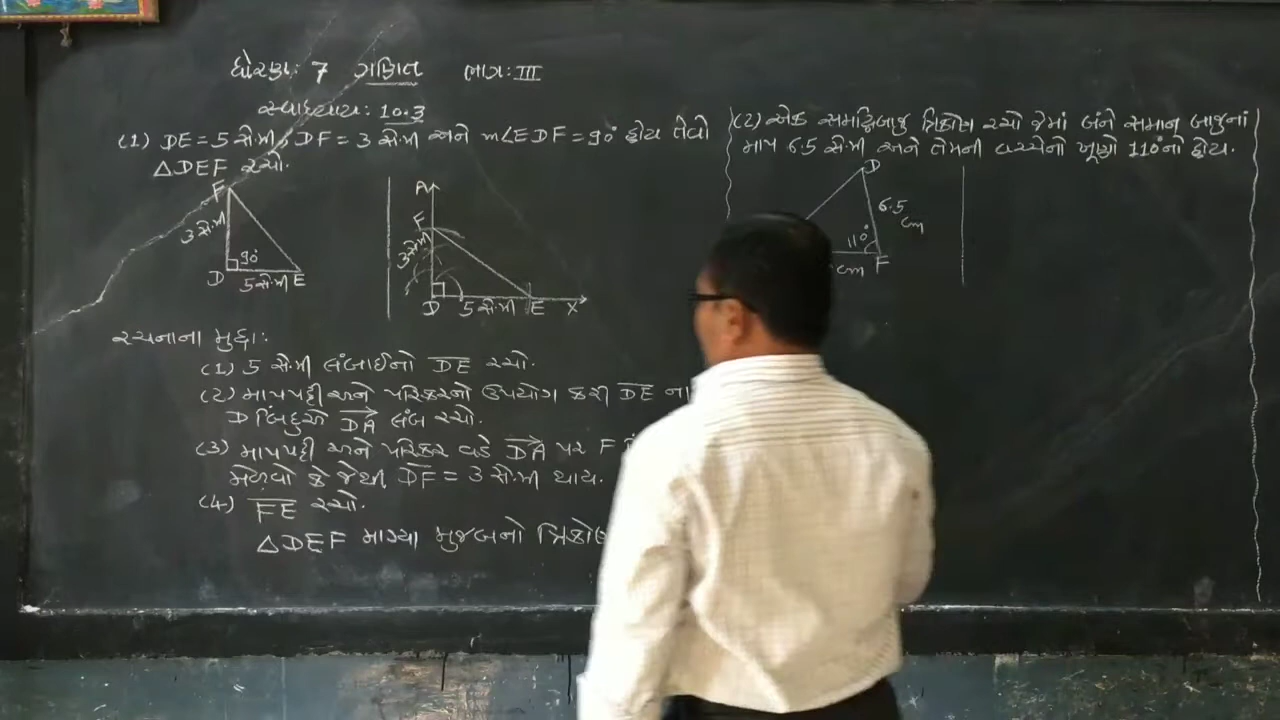 ધોરણ: 7 ગણિત ભાગ: III
સ્વાધ્યાય: 10.3
(1) DE = 5 સે.મી, DF = 3 સે.મી અને m∠EDF = 90° હોય તેવો
△DEF રચો.
F
3 સે.મી
90°
D 5 સે.મી E
A
F
3 સે.મી
D 5 સે.મી E X
રચનાના મુદ્દા:
(1) 5 સે.મી લંબાઈનો DE રચો.
(2) માપપટ્ટી અને પરિકરનો ઉપયોગ કરી DE ના
D બિંદુએ DA લંબ રચો.
(3) માપપટ્ટી અને પરિકર વડે DA પર F
મેળવો કે જેથી DF = 3 સે.મી થાય.
(4) FE રચો.
△DEF માગ્યા મુજબનો
(2) એક સમદ્વિબાજુ ત્રિકોણ રચો જેમાં બંને સમાન બાજુનાં
માપ 6.5 સે.મી અને તેમની વચ્ચેનો ખૂણો 110°નો હોય.
D
6.5
cm
110°
cm F